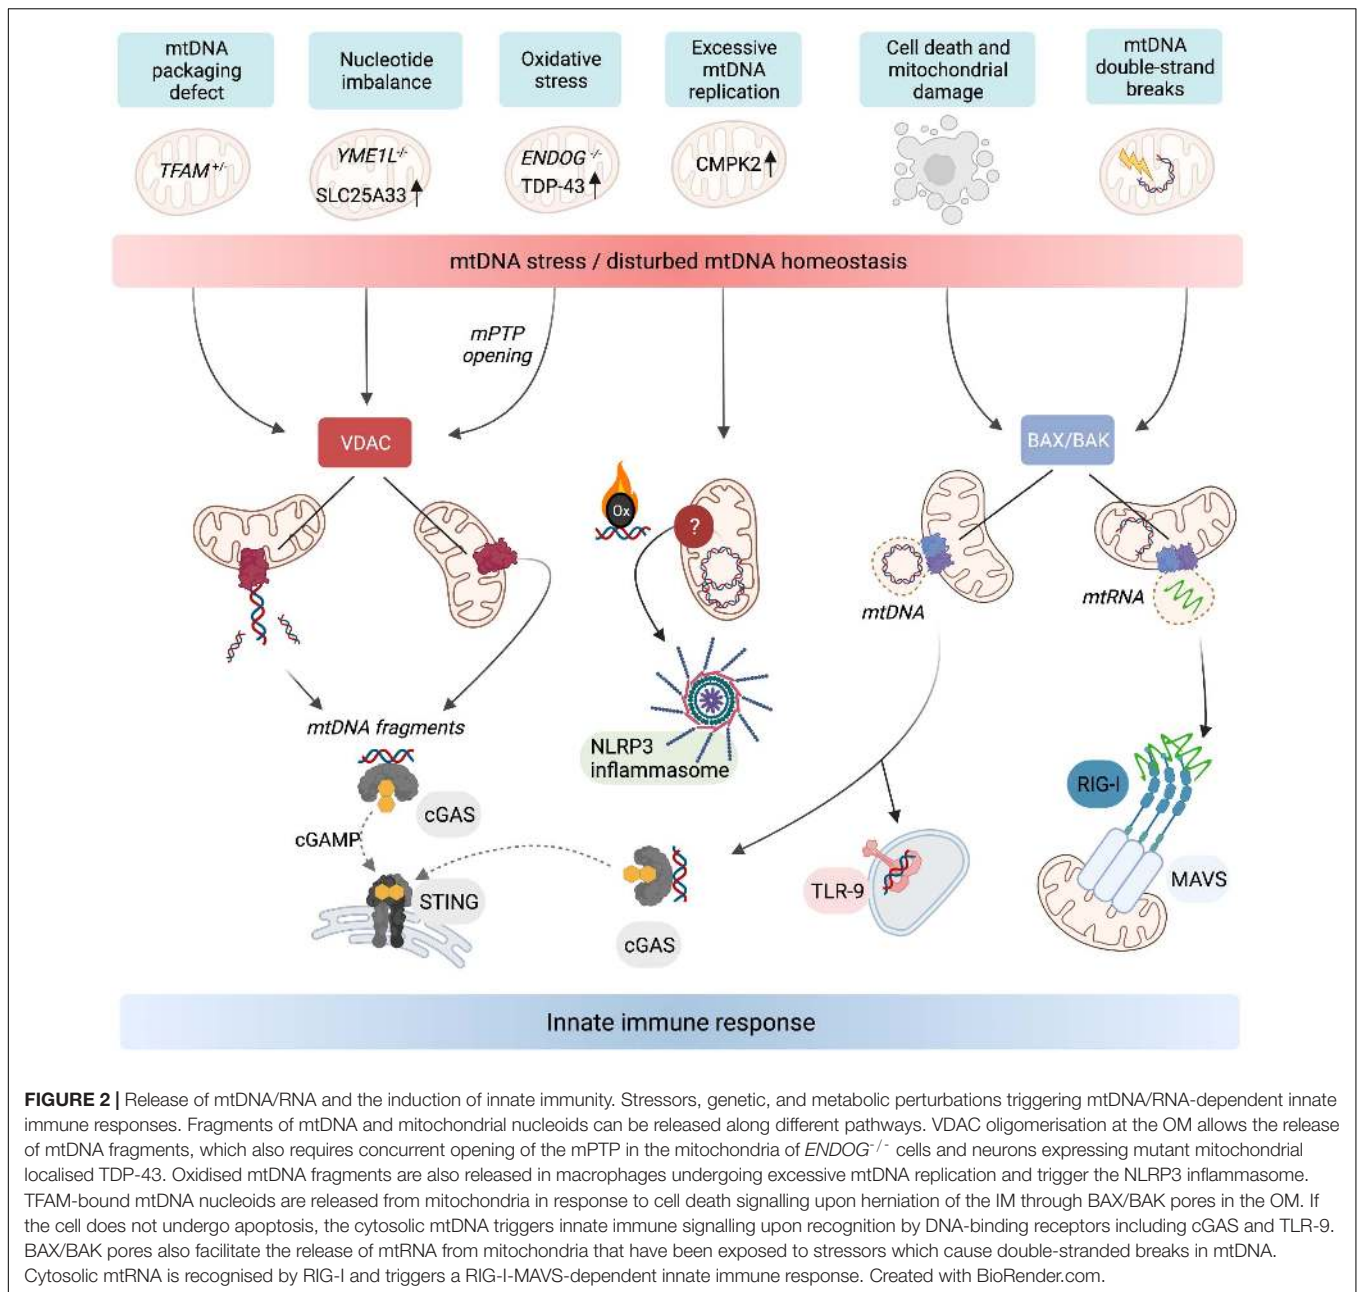 mtDNA
packaging
defect
Nucleotide
imbalance
Oxidative
stress
Excessive
mtDNA
replication
Cell death and
mitochondrial
damage
mtDNA
double-strand
breaks
TFAM+/-
YME1L-/-
SLC25A33
ENDOG-/-
TDP-43
CMPK2
mtDNA stress / disturbed mtDNA homeostasis
mPTP
opening
VDAC
BAX/BAK
Ox
?
mtDNA
mtRNA
mtDNA fragments
NLRP3
inflammasome
RIG-I
cGAS
cGAMP
STING
cGAS
TLR-9
MAVS
Innate immune response
FIGURE 2 | Release of mtDNA/RNA and the induction of innate immunity. Stressors, genetic, and metabolic perturbations triggering mtDNA/RNA-dependent innate
immune responses. Fragments of mtDNA and mitochondrial nucleoids can be released along different pathways. VDAC oligomerisation at the OM allows the release
of mtDNA fragments, which also requires concurrent opening of the mPTP in the mitochondria of ENDOG-/- cells and neurons expressing mutant mitochondrial
localised TDP-43. Oxidised mtDNA fragments are also released in macrophages undergoing excessive mtDNA replication and trigger the NLRP3 inflammasome.
TFAM-bound mtDNA nucleoids are released from mitochondria in response to cell death signalling upon herniation of the IM through BAX/BAK pores in the OM. If
the cell does not undergo apoptosis, the cytosolic mtDNA triggers innate immune signalling upon recognition by DNA-binding receptors including cGAS and TLR-9.
BAX/BAK pores also facilitate the release of mtRNA from mitochondria that have been exposed to stressors which cause double-stranded breaks in mtDNA.
Cytosolic mtRNA is recognised by RIG-I and triggers a RIG-I-MAVS-dependent innate immune response. Created with BioRender.com.